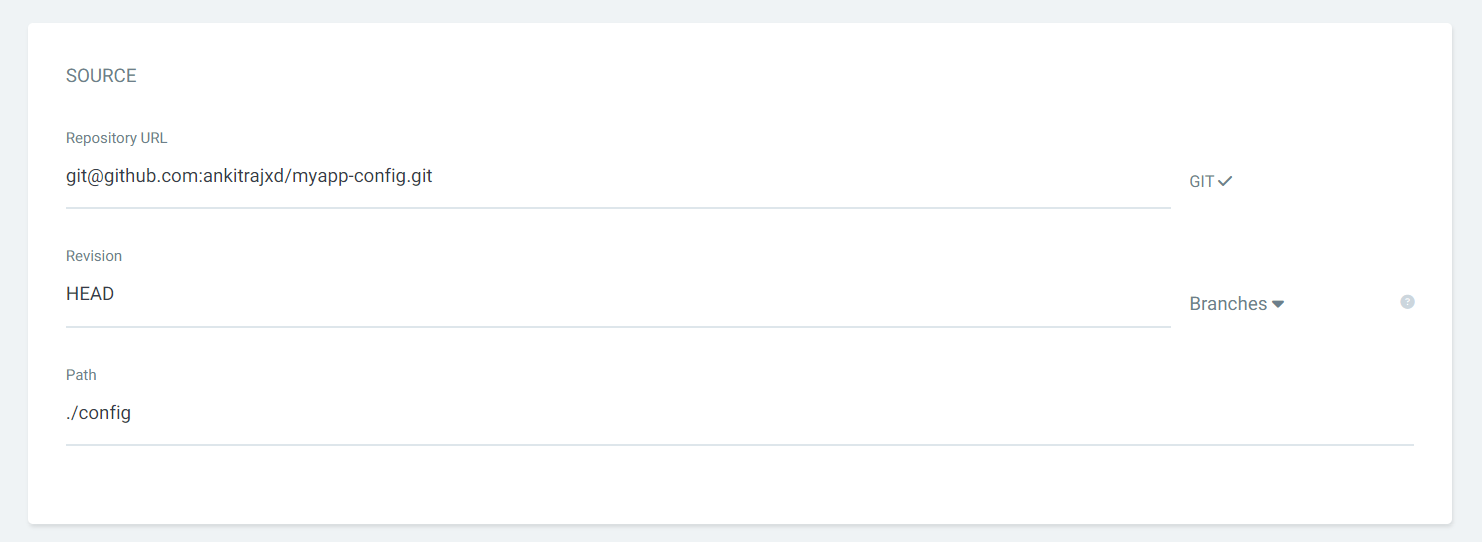 SOURCE
Repository URL
git@github.com:ankitrajxd/myapp-config.git
GIT
Revision
HEAD
Branches
?
Path
./config